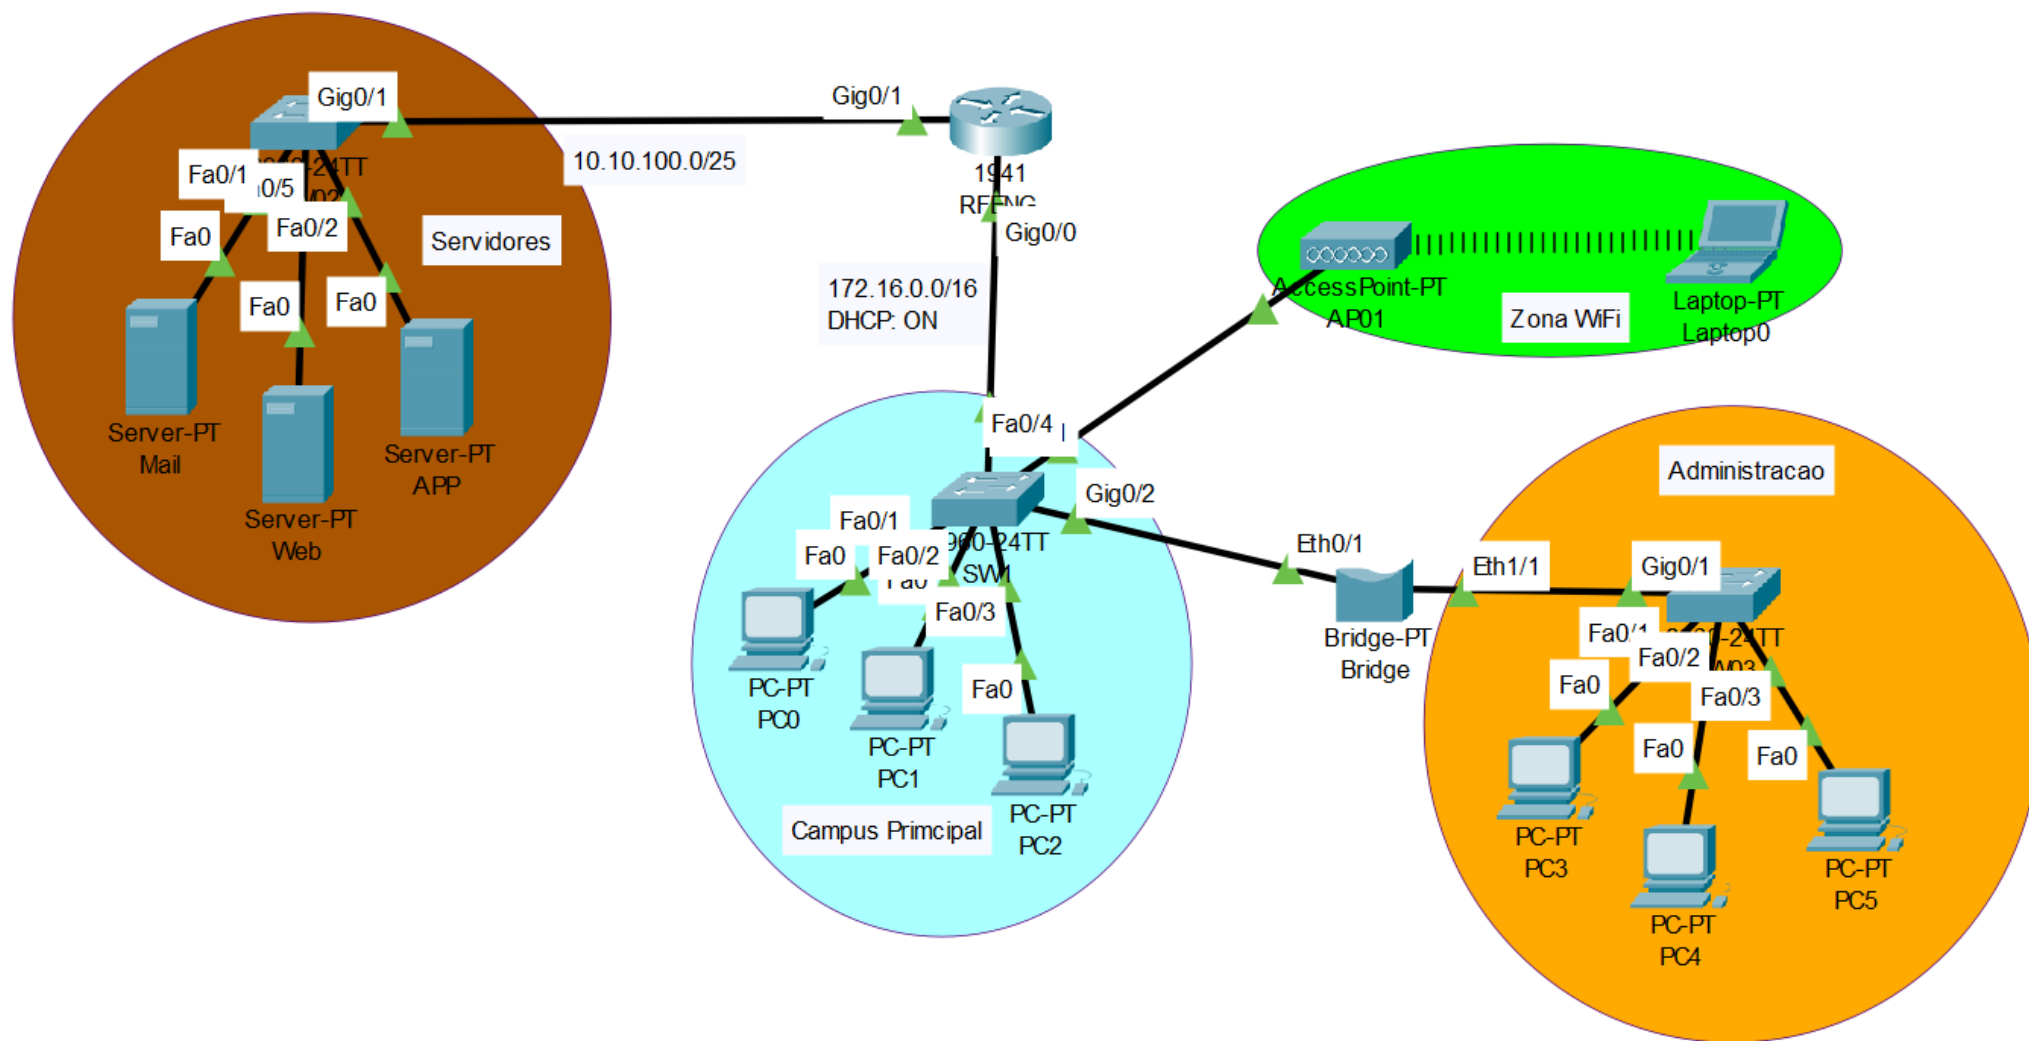 Gig0/1
Gig0/1
10.10.100.0/25
1941
Gig0/0
Fa0/1
Fa0/2
Fa0
Fa0
Fa0
Servidores
Server-PT
Mail
Server-PT
Web
Server-PT
APP
172.16.0.0/16
DHCP: ON
AccessPoint-PT
AP01
Zona WiFi
Laptop-PT
Laptop0
Fa0/4
Gig0/2
Fa0/1
Fa0
Fa0/2
Fa0
Fa0/3
Fa0
SW1
PC-PT
PC0
PC-PT
PC1
PC-PT
PC2
Campus Primcipal
Eth0/1
Bridge-PT
Bridge
Eth1/1
Gig0/1
Administracao
Fa0/1
Fa0/2
Fa0/3
Fa0
Fa0
Fa0
PC-PT
PC3
PC-PT
PC4
PC-PT
PC5